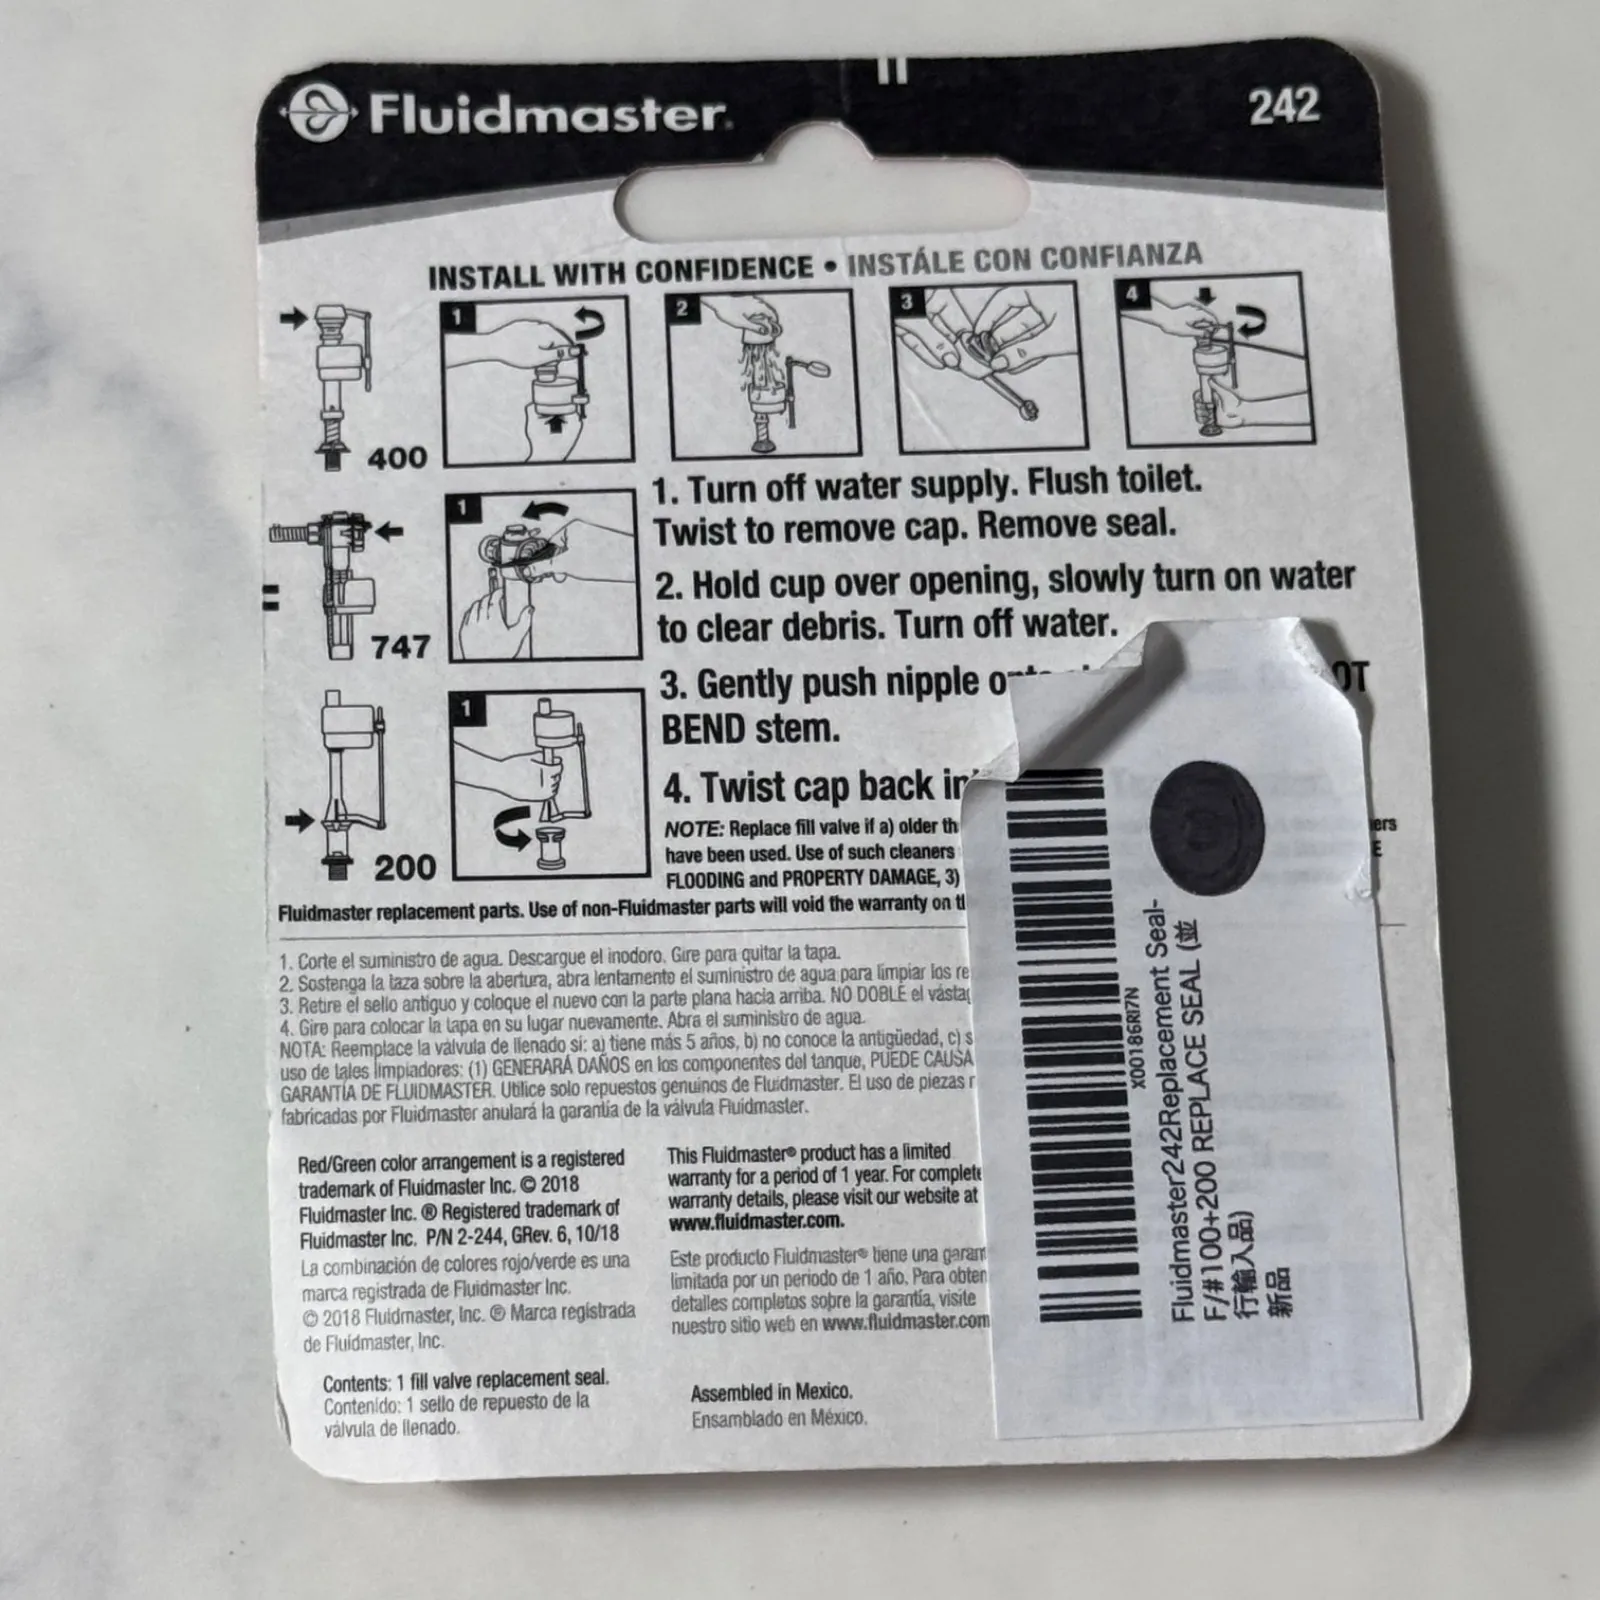 Fluidmaster
242
INSTALL WITH CONFIDENCE • INSTÁLE CON CONFIANZA
1
2
3
4
400
1
747
1
200
1. Turn off water supply. Flush toilet.
Twist to remove cap. Remove seal.
2. Hold cup over opening, slowly turn on water
to clear debris. Turn off water.
3. Gently push nipple
BEND stem.
4. Twist cap back
NOTE: Replace fill valve if a) older
have been used. Use of such cleaners
FLOODING and PROPERTY DAMAGE, 3)
Fluidmaster replacement parts. Use of non-Fluidmaster parts will void the warranty on
1. Corte el suministro de agua. Descargue el inodoro. Gire para quitar la tapa.
2. Sostenga la taza sobre la abertura, abra lentamente el suministro de agua para limpiar los
3. Retire el sello antiguo y coloque el nuevo con la parte plana hacia arriba. NO DOBLE el
4. Gire para colocar la tapa en su lugar nuevamente. Abra el suministro de agua.
NOTA: Reemplace la válvula de llenado si: a) tiene más 5 años, b) no conoce la antigüedad, c)
uso de tales limpiadores: (1) GENERARÁ DAÑOS en los componentes del tanque, PUEDE
GARANTÍA DE FLUIDMASTER. Utilice solo repuestos genuinos de Fluidmaster. El uso de piezas
fabricadas por Fluidmaster anulará la garantía de la válvula Fluidmaster.
Red/Green color arrangement is a registered
trademark of Fluidmaster Inc. © 2018
Fluidmaster Inc. ® Registered trademark of
Fluidmaster Inc. P/N 2-244, GRev. 6, 10/18
La combinación de colores rojo/verde es una
marca registrada de Fluidmaster Inc.
© 2018 Fluidmaster, Inc. ® Marca registrada
de Fluidmaster, Inc.
Contents: 1 fill valve replacement seal.
Contenido: 1 sello de repuesto de la
válvula de llenado.
This Fluidmaster® product has a limited
warranty for a period of 1 year. For complete
warranty details, please visit our website at
www.fluidmaster.com.
Este producto Fluidmaster® tiene una
limitada por un periodo de 1 año. Para
detalles completos sobre la garantía, visite
nuestro sitio web en www.fluidmaster.com
Assembled in Mexico.
Ensamblado en México.
X00186RI7N
Fluidmaster242Replacement Seal-
F/#100+200 REPLACE SEAL (並
行輸入品)
新品